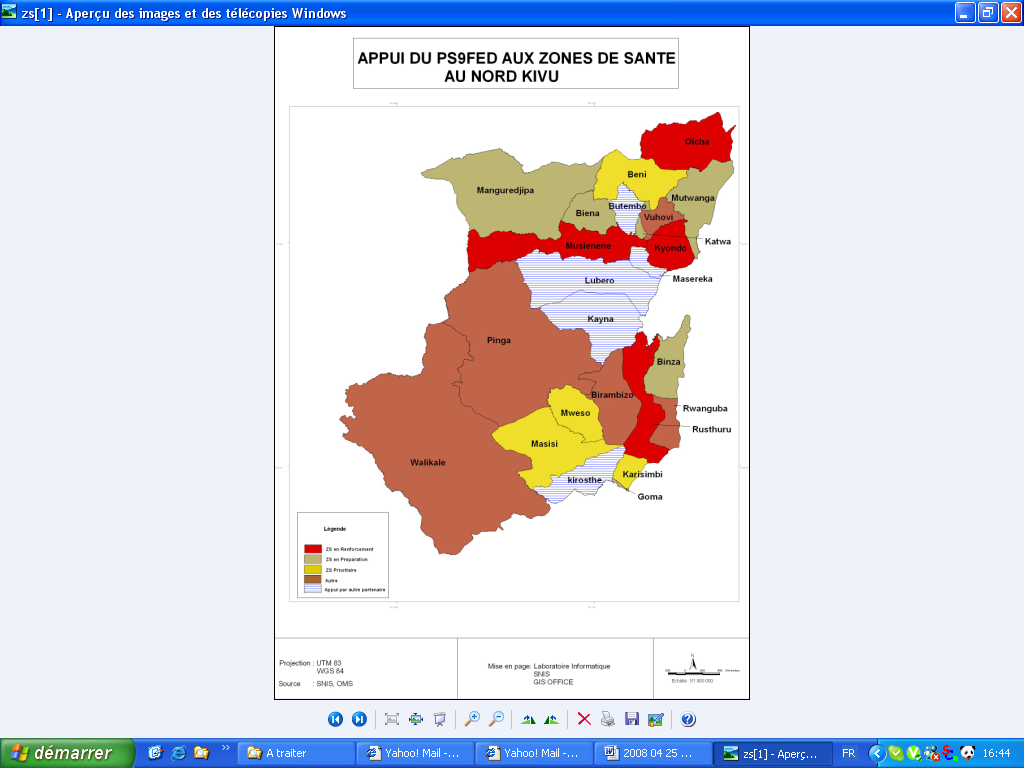 zs[1] - Aperçu des images et des télécopies Windows
APPUI DU PS9FED AUX ZONES DE SANTE
AU NORD KIVU
Oicha
Beni
Manguredjipa
Mutwanga
Butembo
Biena
Vuhovi
Katwa
Musienene
Kyondo
Masereka
Lubero
Kayna
Pinga
Binza
Birambizo
Rwanguba
Mweso
Rusthuru
Masisi
Walikale
Karisimbi
kirosthe
Goma
Légende
ZS en Renforcement
ZS en Préparation
ZS Prioritaire
Autre
Appui par autre partenaire
Projection : UTM 83
WGS 84
Source : SNIS, OMS
Mise en page: Laboratoire Informatique
SNIS
GIS OFFICE
N
démarrer
A traiter
Yahoo! Mail -...
Yahoo! Mail -...
2008 04 25 ...
zs[1] - Aperç...
FR
16:44